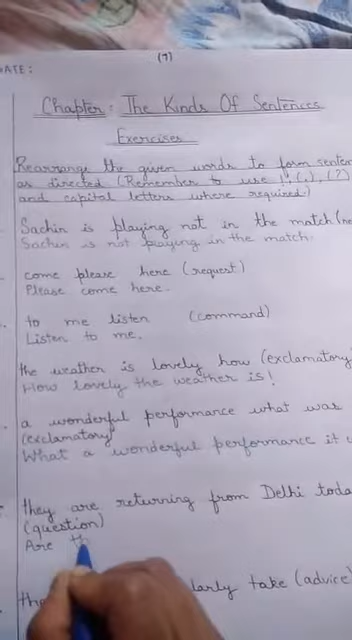 (7)
DATE:
Chapter: The Kinds Of Sentences
Exercises
Rearrange the given words to form senten
as directed (Remember to use !, (.), (?)
and capital letters where required.)
Sachin is playing not in the match (ne
Sachin is not playing in the match.
come please here (request)
Please come here.
to me listen (command)
Listen to me.
the weather is lovely how (exclamatory
How lovely the weather is!
a wonderful performance what was
(exclamatory)
What a wonderful performance it
they are returning from Delhi toda
(question)
Are th
the
larly take (advice)